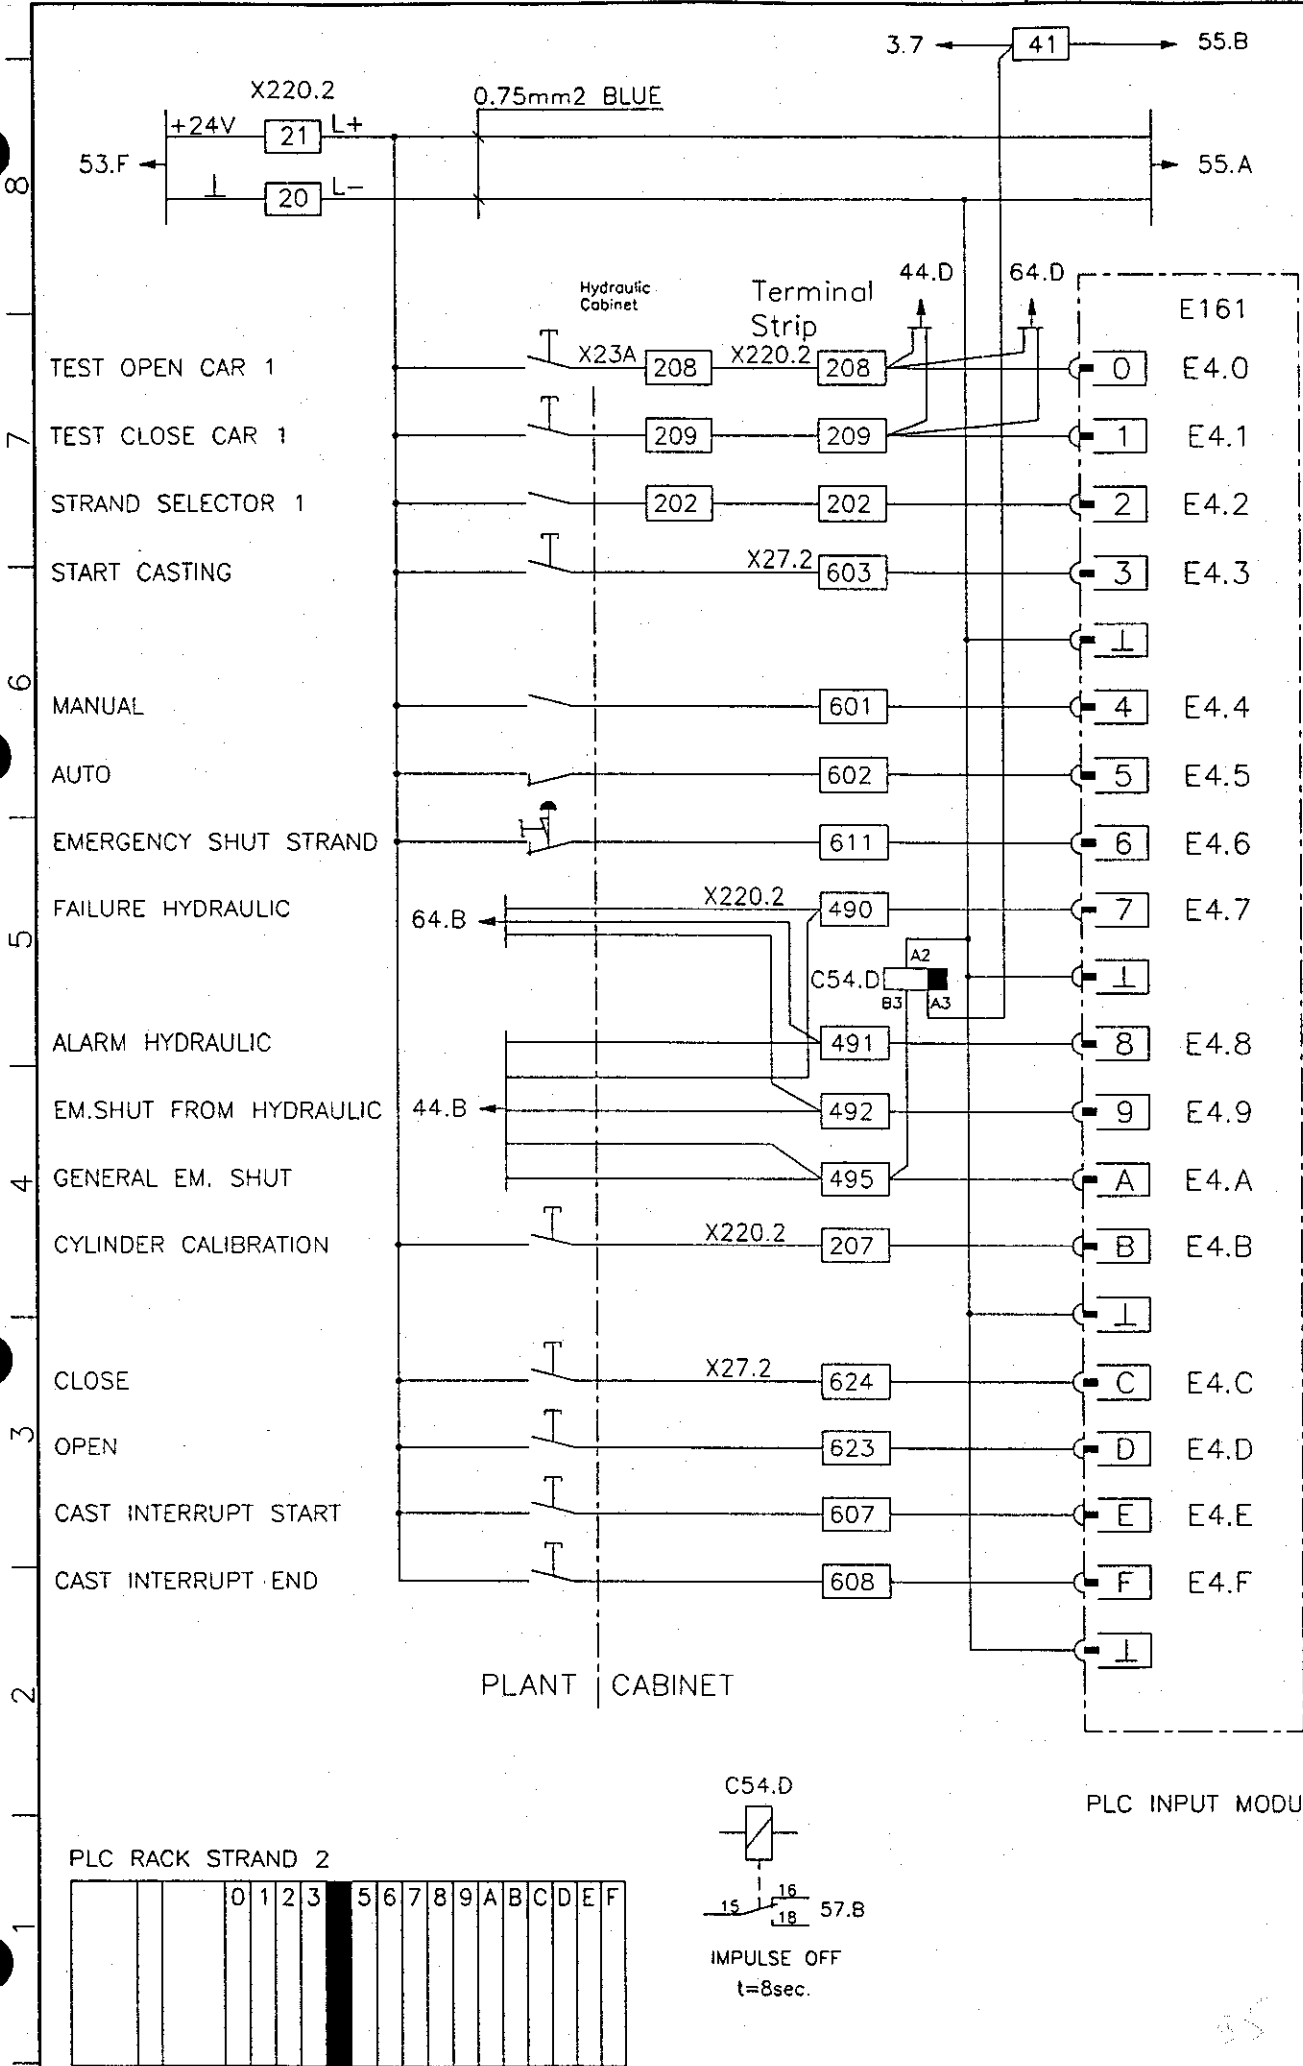 3.7 41 55.B
X220.2 0.75mm2 BLUE
+24V 21 L+
53.F 55.A
⊥ 20 L-
8
44.D 64.D
Hydraulic
Cabinet
Terminal
Strip
E161
TEST OPEN CAR 1 X23A 208 X220.2 208 0 E4.0
7
TEST CLOSE CAR 1 209 209 1 E4.1
STRAND SELECTOR 1 202 202 2 E4.2
START CASTING X27.2 603 3 E4.3
⊥
6
MANUAL 601 4 E4.4
AUTO 602 5 E4.5
EMERGENCY SHUT STRAND 611 6 E4.6
FAILURE HYDRAULIC 64.B X220.2 490 7 E4.7
5
A2
C54.D ⊥
B3 A3
ALARM HYDRAULIC 491 8 E4.8
EM.SHUT FROM HYDRAULIC 44.B 492 9 E4.9
4
GENERAL EM. SHUT 495 A E4.A
CYLINDER CALIBRATION X220.2 207 B E4.B
⊥
CLOSE X27.2 624 C E4.C
3
OPEN 623 D E4.D
CAST INTERRUPT START 607 E E4.E
CAST INTERRUPT END 608 F E4.F
⊥
2
PLANT CABINET
C54.D
PLC INPUT MODU
PLC RACK STRAND 2
0 1 2 3 5 6 7 8 9 A B C D E F
15 16
18 57.B
1
IMPULSE OFF
t=8sec.